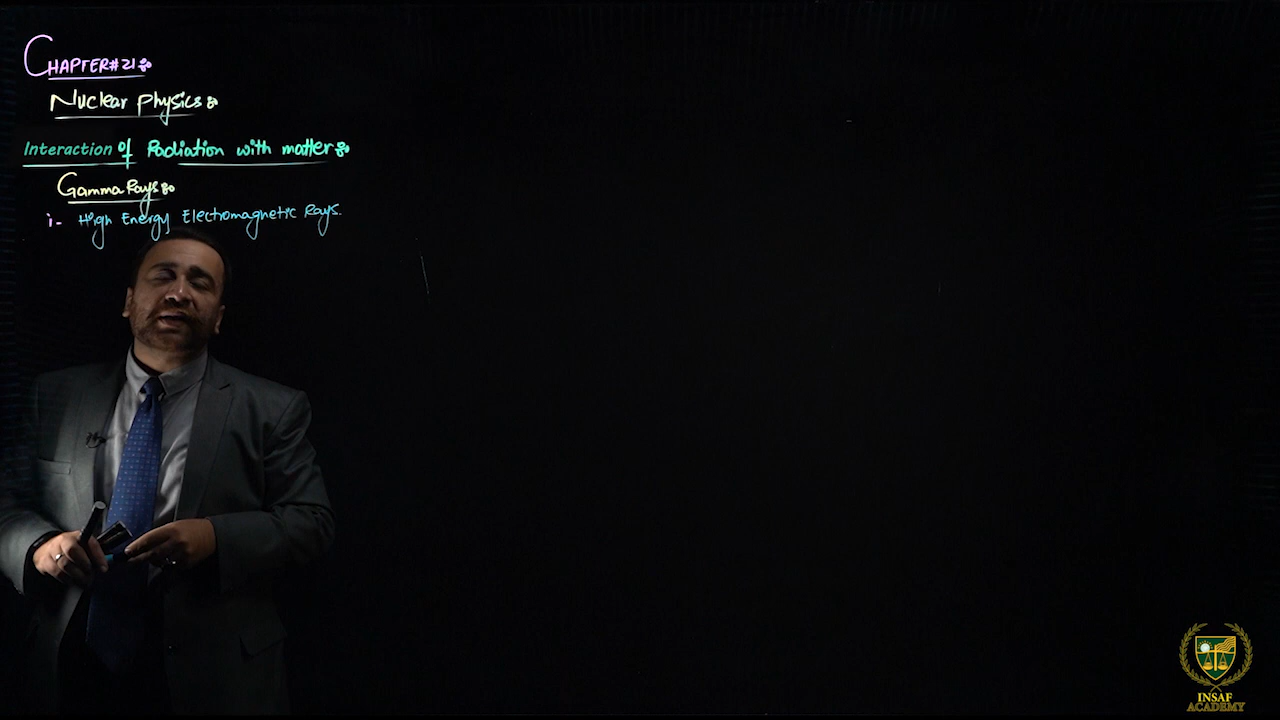 CHAPTER#21:
Nuclear Physics:
Interaction of Radiation with matter:
Gamma Rays:
i- High Energy Electromagnetic Rays.
INSAF
ACADEMY